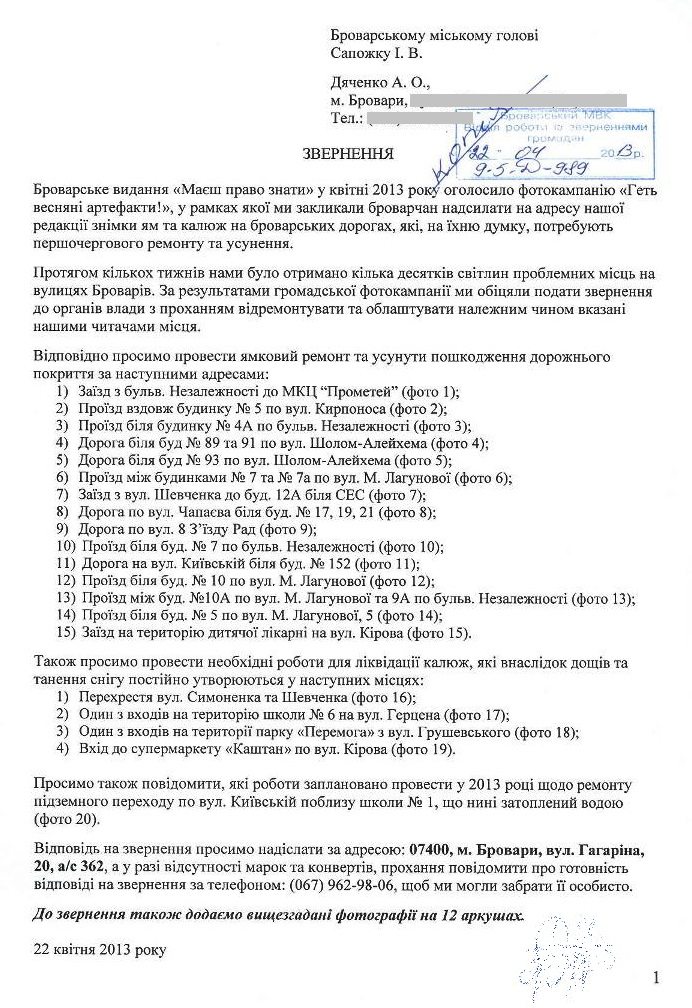 Броварському міському голові
Сапожку І. В.
Дяченко А. О.,
м. Бровари,
Тел.: (
КОПІЯ
Броварський МВК
Відділ роботи із зверненнями
громадян
22 - 04 2013р.
9-5-Д-989
ЗВЕРНЕННЯ
Броварське видання «Маєш право знати» у квітні 2013 року оголосило фотокампанію «Геть
весняні артефакти!», у рамках якої ми закликали броварчан надсилати на адресу нашої
редакції знімки ям та калюж на броварських дорогах, які, на їхню думку, потребують
першочергового ремонту та усунення.
Протягом кількох тижнів нами було отримано кілька десятків світлин проблемних місць на
вулицях Броварів. За результатами громадської фотокампанії ми обіцяли подати звернення
до органів влади з проханням відремонтувати та облаштувати належним чином вказані
нашими читачами місця.
Відповідно просимо провести ямковий ремонт та усунути пошкодження дорожнього
покриття за наступними адресами:
1) Заїзд з бульв. Незалежності до МКЦ “Прометей” (фото 1);
2) Проїзд вздовж будинку № 5 по вул. Кирпоноса (фото 2);
3) Проїзд біля будинку № 4А по бульв. Незалежності (фото 3);
4) Дорога біля буд № 89 та 91 по вул. Шолом-Алейхема (фото 4);
5) Дорога біля буд № 93 по вул. Шолом-Алейхема (фото 5);
6) Проїзд між будинками № 7 та № 7а по вул. М. Лагунової (фото 6);
7) Заїзд з вул. Шевченка до буд. 12А біля СЕС (фото 7);
8) Дорога по вул. Чапаєва біля буд. № 17, 19, 21 (фото 8);
9) Дорога по вул. 8 З’їзду Рад (фото 9);
10) Проїзд біля буд. № 7 по бульв. Незалежності (фото 10);
11) Дорога на вул. Київській біля буд. № 152 (фото 11);
12) Проїзд біля буд. № 10 по вул. М. Лагунової (фото 12);
13) Проїзд між буд. №10А по вул. М. Лагунової та 9А по бульв. Незалежності (фото 13);
14) Проїзд біля буд. № 5 по вул. М. Лагунової, 5 (фото 14);
15) Заїзд на територію дитячої лікарні на вул. Кірова (фото 15).
Також просимо провести необхідні роботи для ліквідації калюж, які внаслідок дощів та
танення снігу постійно утворюються у наступних місцях:
1) Перехрестя вул. Симоненка та Шевченка (фото 16);
2) Один з входів на територію школи № 6 на вул. Герцена (фото 17);
3) Один з входів на території парку «Перемога» з вул. Грушевського (фото 18);
4) Вхід до супермаркету «Каштан» по вул. Кірова (фото 19).
Просимо також повідомити, які роботи заплановано провести у 2013 році щодо ремонту
підземного переходу по вул. Київській поблизу школи № 1, що нині затоплений водою
(фото 20).
Відповідь на звернення просимо надіслати за адресою: 07400, м. Бровари, вул. Гагаріна,
20, а/с 362, а у разі відсутності марок та конвертів, прохання повідомити про готовність
відповіді на звернення за телефоном: (067) 962-98-06, щоб ми могли забрати її особисто.
До звернення також додаємо вищезгадані фотографії на 12 аркушах.
22 квітня 2013 року
1